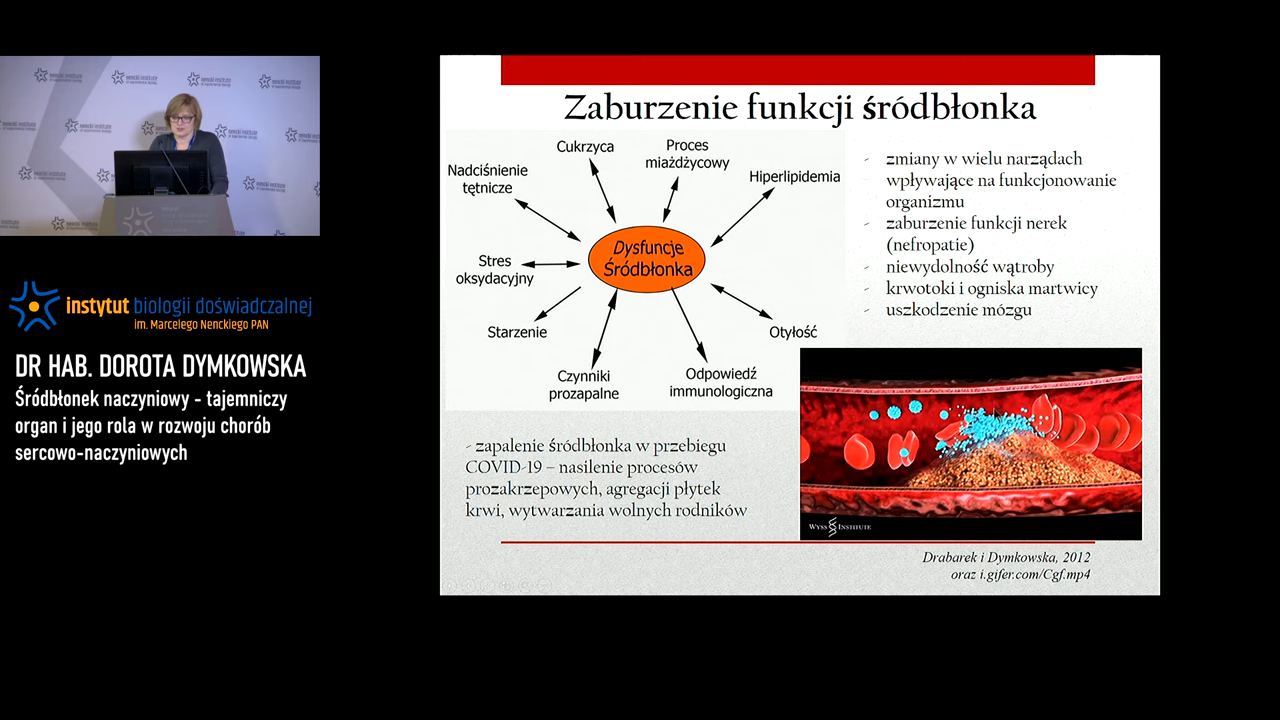 nencki institute
instytut biologii doświadczalnej
im. Marcelego Nenckiego PAN
DR HAB. DOROTA DYMKOWSKA
Śródbłonek naczyniowy - tajemniczy
organ i jego rola w rozwoju chorób
sercowo-naczyniowych
Zaburzenie funkcji śródbłonka
Cukrzyca
Proces
miażdżycowy
Hiperlipidemia
Nadciśnienie
tętnicze
Dysfuncje
Śródbłonka
Stres
oksydacyjny
Starzenie
Otyłość
Czynniki
prozapalne
Odpowiedź
immunologiczna
- zmiany w wielu narządach
wpływające na funkcjonowanie
organizmu
- zaburzenie funkcji nerek
(nefropatie)
- niewydolność wątroby
- krwotoki i ogniska martwicy
- uszkodzenie mózgu
- zapalenie śródbłonka w przebiegu
COVID-19 – nasilenie procesów
prozakrzepowych, agregacji płytek
krwi, wytwarzania wolnych rodników
WYSS INSTITUTE
Drabarek i Dymkowska, 2012
oraz i.gifer.com/Cgf.mp4